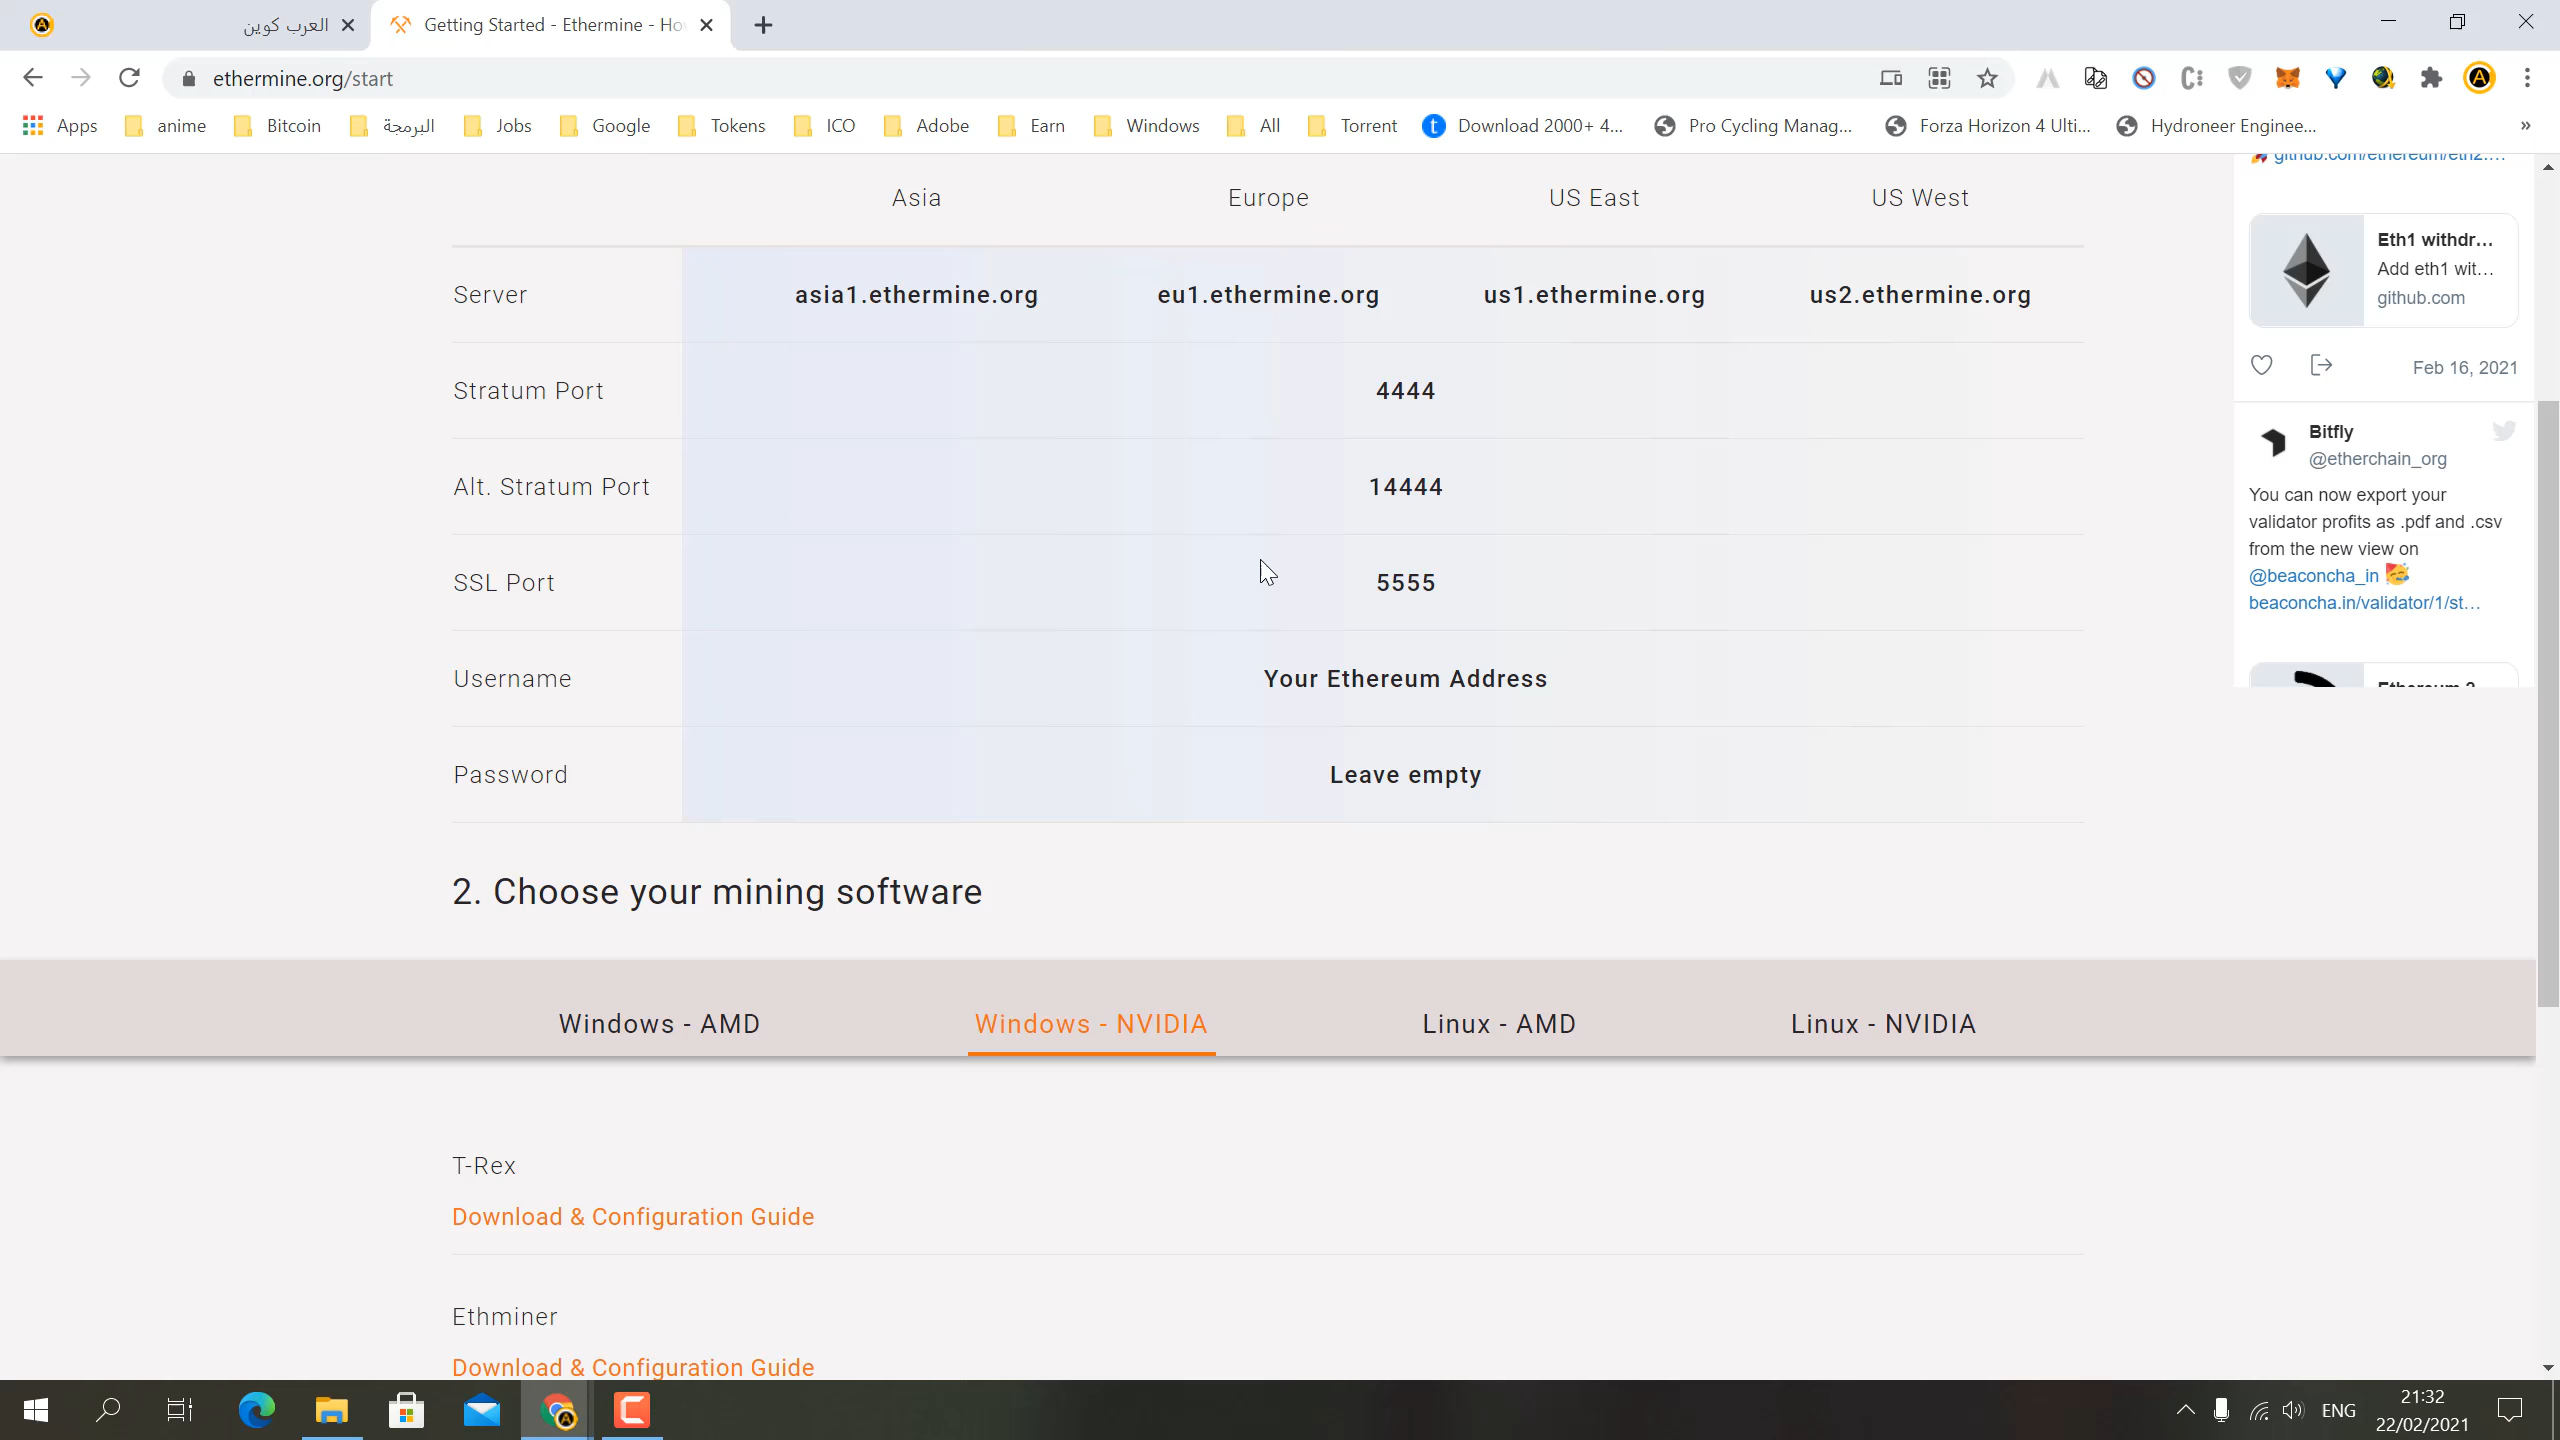 العرب كوين
Getting Started - Ethermine - Ho
ethermine.org/start
Apps anime Bitcoin البرمجة Jobs Google Tokens ICO Adobe Earn Windows All Torrent Download 2000+ 4... Pro Cycling Manag... Forza Horizon 4 Ulti... Hydroneer Enginee... »
Asia Europe US East US West
Server asia1.ethermine.org eu1.ethermine.org us1.ethermine.org us2.ethermine.org
Stratum Port 4444
Alt. Stratum Port 14444
SSL Port 5555
Username Your Ethereum Address
Password Leave empty
2. Choose your mining software
Windows - AMD Windows - NVIDIA Linux - AMD Linux - NVIDIA
T-Rex
Download & Configuration Guide
Ethminer
Download & Configuration Guide
github.com/ethereum/eth2....
Eth1 withdr...
Add eth1 wit...
github.com
Feb 16, 2021
Bitfly
@etherchain_org
You can now export your
validator profits as .pdf and .csv
from the new view on
@beaconcha_in
beaconcha.in/validator/1/st...
Ethereum 2
ENG
21:32
22/02/2021